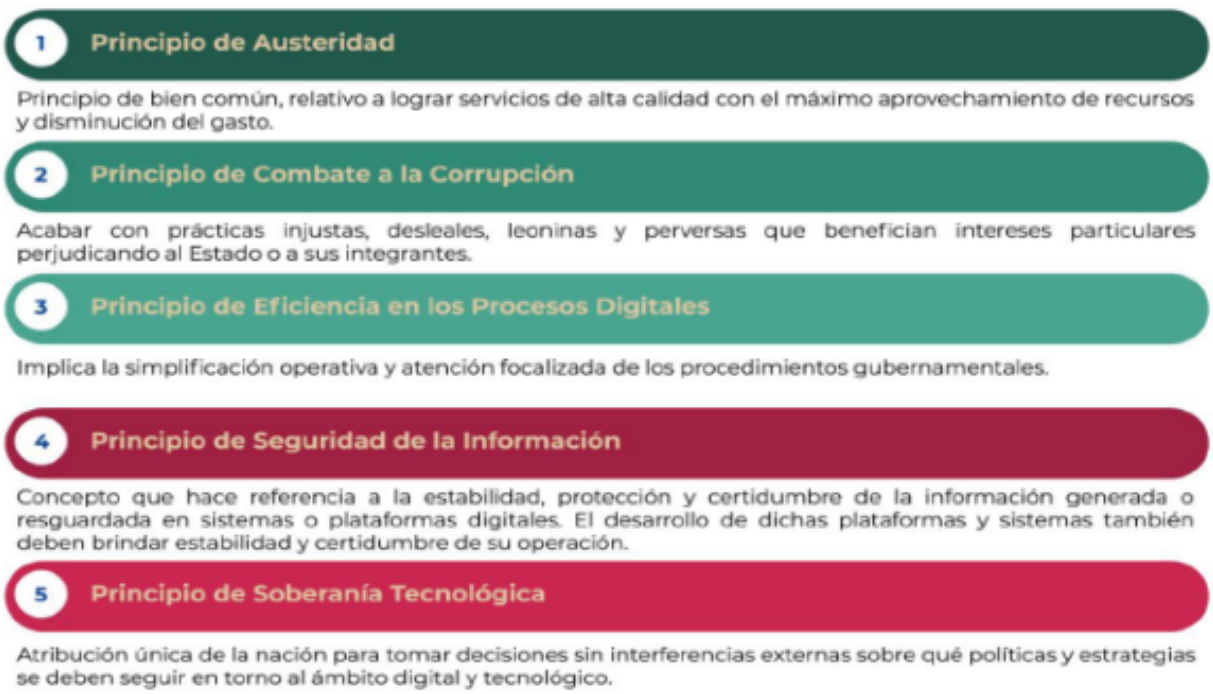 1 Principio de Austeridad
Principio de bien común, relativo a lograr servicios de alta calidad con el máximo aprovechamiento de recursos
y disminución del gasto.
2 Principio de Combate a la Corrupción
Acabar con prácticas injustas, desleales, leoninas y perversas que benefician intereses particulares
perjudicando al Estado o a sus integrantes.
3 Principio de Eficiencia en los Procesos Digitales
Implica la simplificación operativa y atención focalizada de los procedimientos gubernamentales.
4 Principio de Seguridad de la Información
Concepto que hace referencia a la estabilidad, protección y certidumbre de la información generada o
resguardada en sistemas o plataformas digitales. El desarrollo de dichas plataformas y sistemas también
deben brindar estabilidad y certidumbre de su operación.
5 Principio de Soberanía Tecnológica
Atribución única de la nación para tomar decisiones sin interferencias externas sobre qué políticas y estrategias
se deben seguir en torno al ámbito digital y tecnológico.